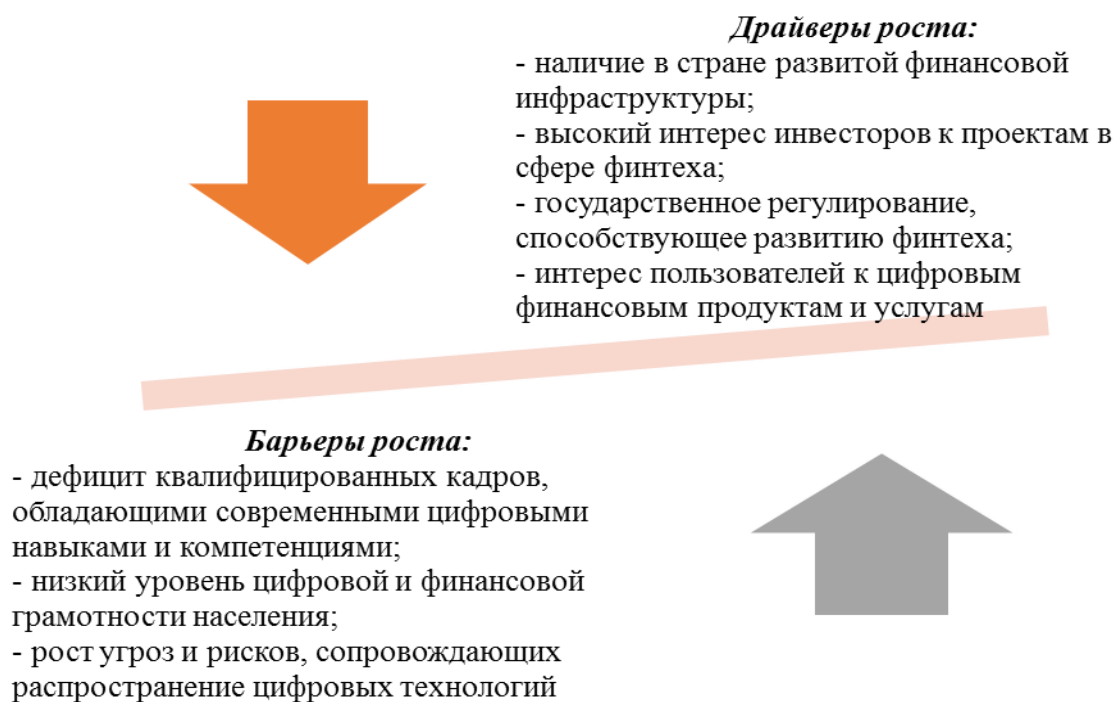 Драйверы роста:
- наличие в стране развитой финансовой
инфраструктуры;
- высокий интерес инвесторов к проектам в
сфере финтеха;
- государственное регулирование,
способствующее развитию финтеха;
- интерес пользователей к цифровым
финансовым продуктам и услугам
Барьеры роста:
- дефицит квалифицированных кадров,
обладающими современными цифровыми
навыками и компетенциями;
- низкий уровень цифровой и финансовой
грамотности населения;
- рост угроз и рисков, сопровождающих
распространение цифровых технологий